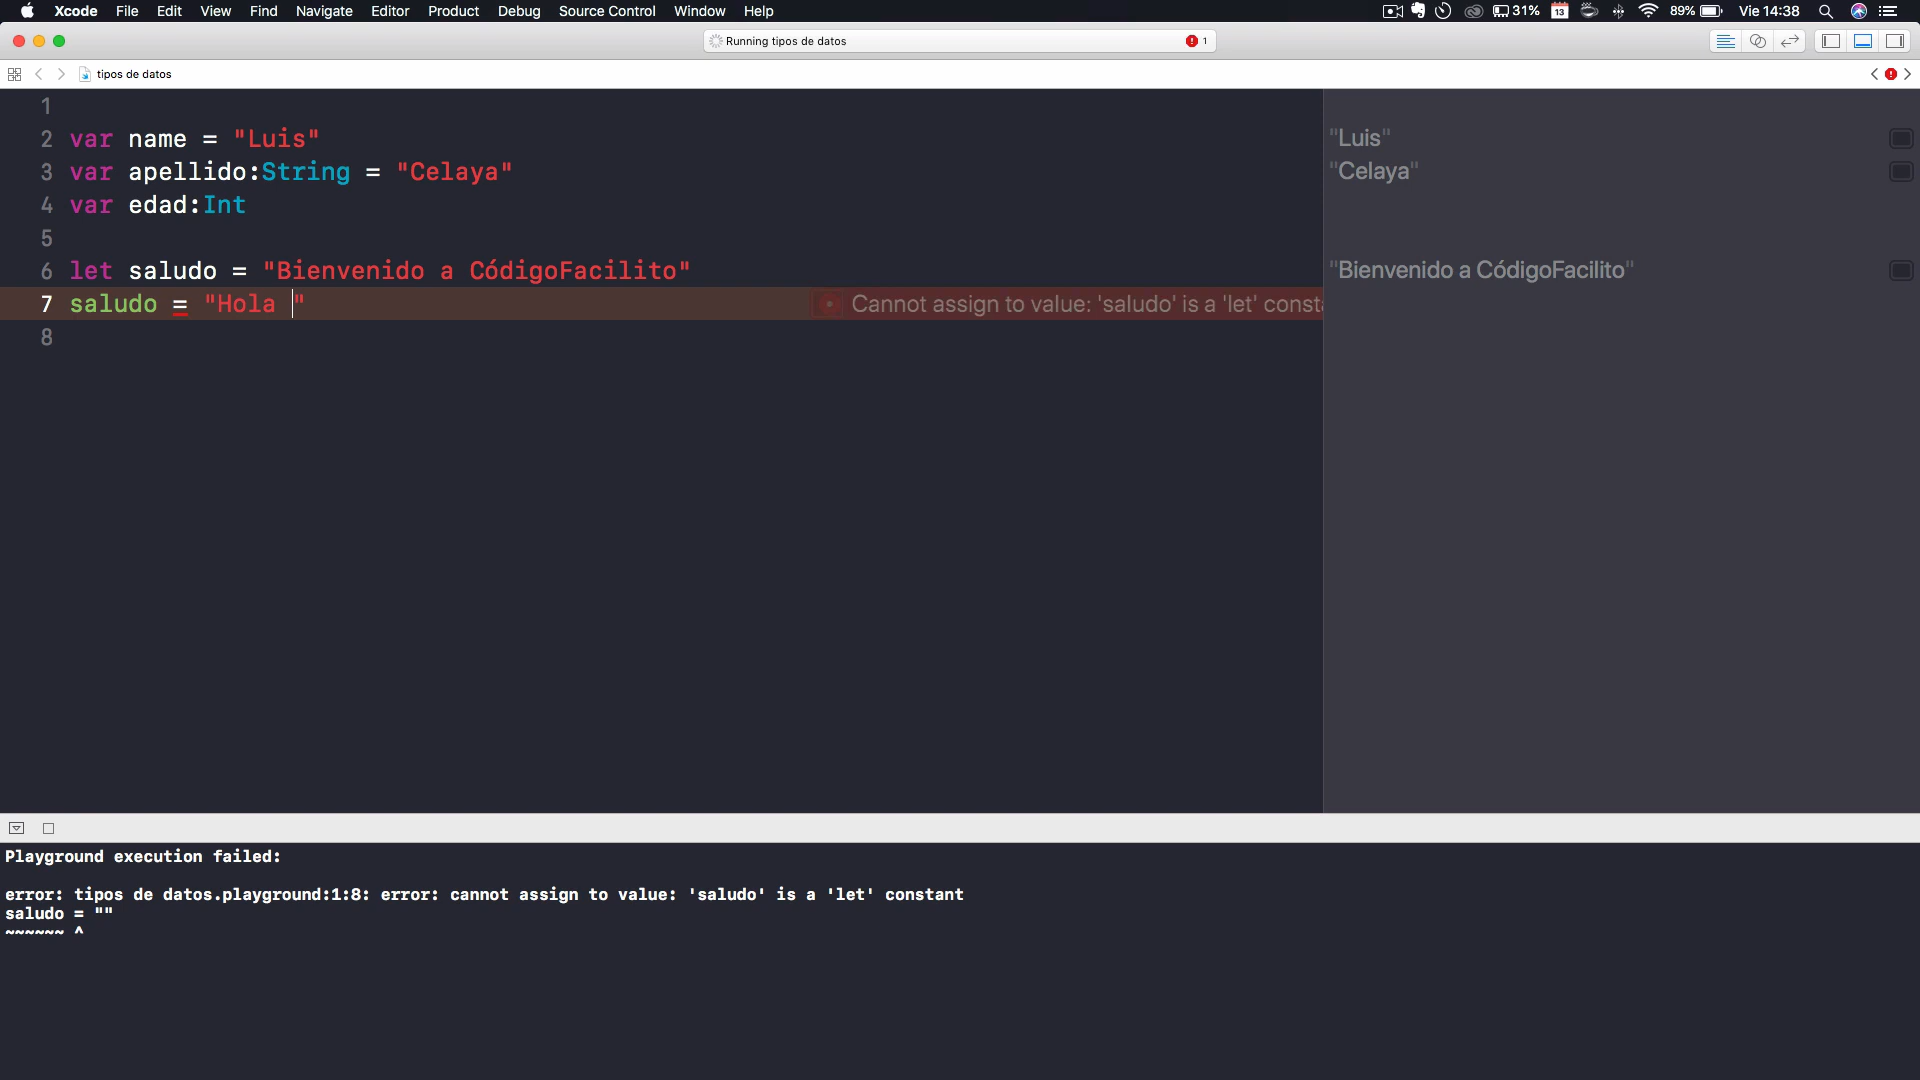 Xcode File Edit View Find Navigate Editor Product Debug Source Control Window Help 31% 13 89% Vie 14:38
Running tipos de datos 1
tipos de datos
1
2 var name = "Luis" "Luis"
3 var apellido:String = "Celaya" "Celaya"
4 var edad:Int
5
6 let saludo = "Bienvenido a CódigoFacilito" "Bienvenido a CódigoFacilito"
7 saludo = "Hola " Cannot assign to value: 'saludo' is a 'let' const
8
Playground execution failed:
error: tipos de datos.playground:1:8: error: cannot assign to value: 'saludo' is a 'let' constant
saludo = ""
~~~~~~ ^